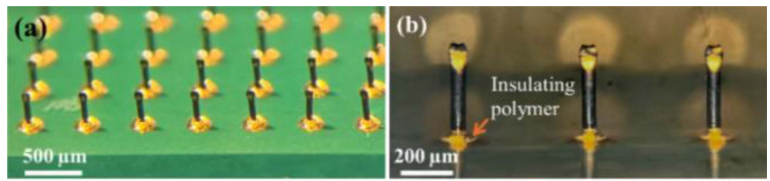 (a)
500 μm
(b)
Insulating
polymer
200 μm